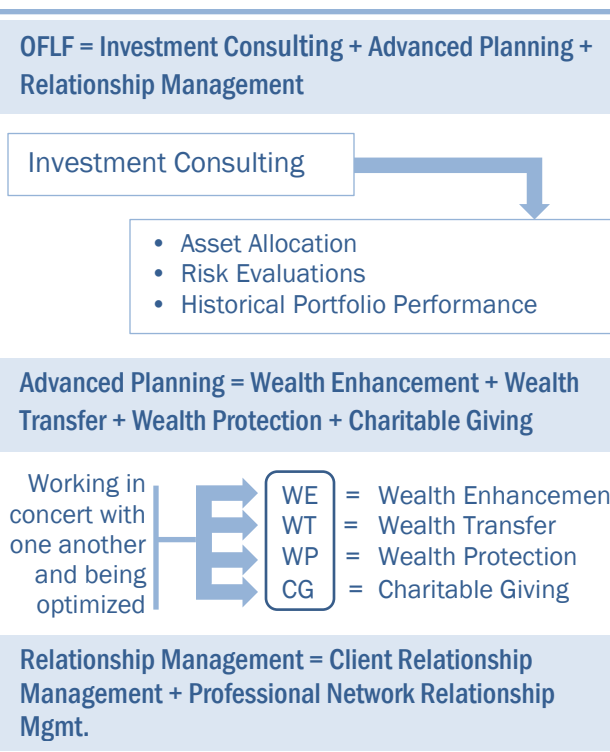 OFLF = Investment Consulting + Advanced Planning +
Relationship Management
Investment Consulting
• Asset Allocation
• Risk Evaluations
• Historical Portfolio Performance
Advanced Planning = Wealth Enhancement + Wealth
Transfer + Wealth Protection + Charitable Giving
Working in
concert with
one another
and being
optimized
WE = Wealth Enhancemen
WT = Wealth Transfer
WP = Wealth Protection
CG = Charitable Giving
Relationship Management = Client Relationship
Management + Professional Network Relationship
Mgmt.